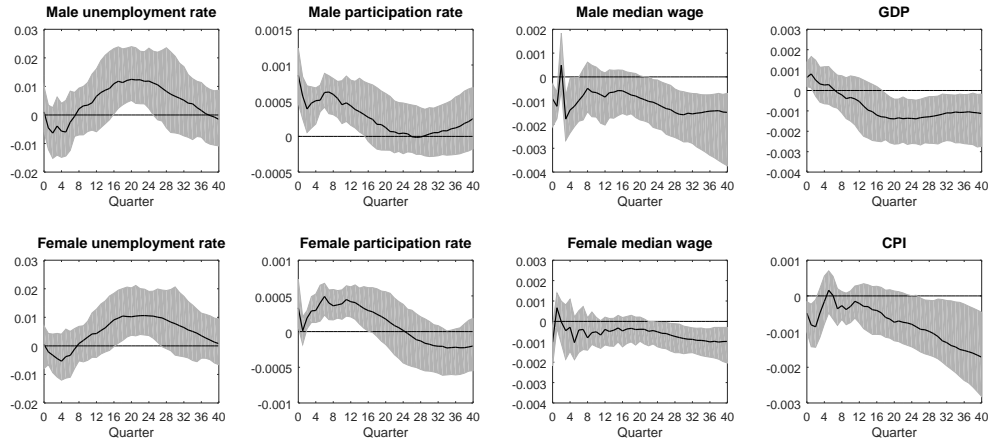 Male unemployment rate
0.03
0.02
0.01
0
-0.01
-0.02
0 4 8 12 16 20 24 28 32 36 40
Quarter
Male participation rate
0.0015
0.001
0.0005
0
-0.0005
0 4 8 12 16 20 24 28 32 36 40
Quarter
Male median wage
0.002
0.001
0
-0.001
-0.002
-0.003
-0.004
0 4 8 12 16 20 24 28 32 36 40
Quarter
GDP
0.003
0.002
0.001
0
-0.001
-0.002
-0.003
-0.004
0 4 8 12 16 20 24 28 32 36 40
Quarter
Female unemployment rate
0.03
0.02
0.01
0
-0.01
-0.02
0 4 8 12 16 20 24 28 32 36 40
Quarter
Female participation rate
0.001
0.0005
0
-0.0005
-0.001
0 4 8 12 16 20 24 28 32 36 40
Quarter
Female median wage
0.003
0.002
0.001
0
-0.001
-0.002
-0.003
-0.004
0 4 8 12 16 20 24 28 32 36 40
Quarter
CPI
0.001
0
-0.001
-0.002
-0.003
0 4 8 12 16 20 24 28 32 36 40
Quarter